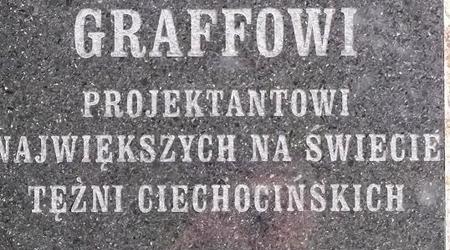 GRAFFOWI
PROJEKTANTOWI
NAJWIĘKSZYCH NA ŚWIECIE
TĘŻNI CIECHOCIŃSKICH